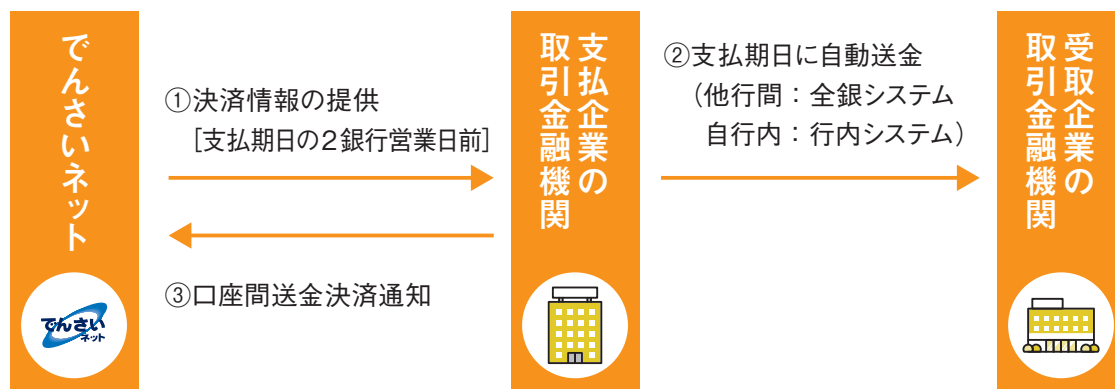 でんさいネット
でんさい
ネット
①決済情報の提供
［支払期日の２銀行営業日前］
③口座間送金決済通知
支払企業の
取引金融機関
②支払期日に自動送金
（他行間：全銀システム
自行内：行内システム）
受取企業の
取引金融機関